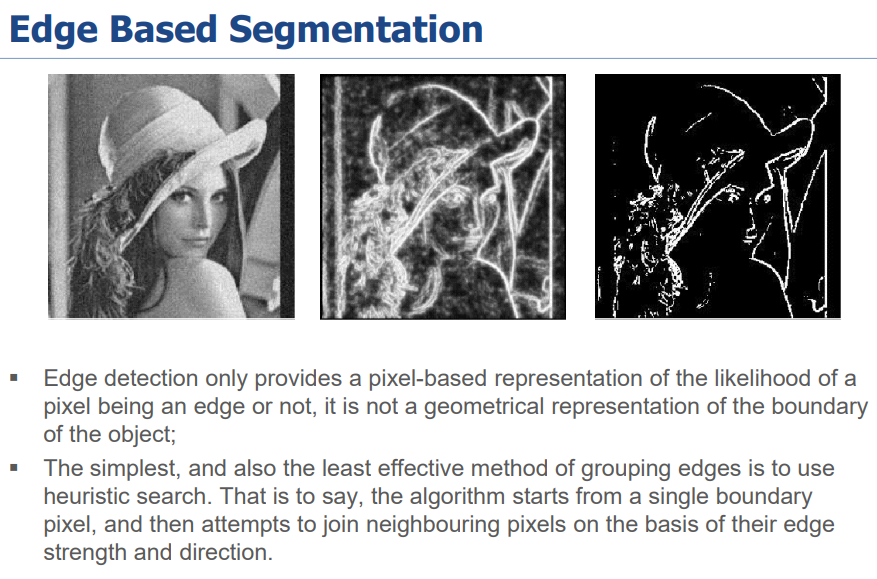 Edge Based Segmentation
▪ Edge detection only provides a pixel-based representation of the likelihood of a
pixel being an edge or not, it is not a geometrical representation of the boundary
of the object;
▪ The simplest, and also the least effective method of grouping edges is to use
heuristic search. That is to say, the algorithm starts from a single boundary
pixel, and then attempts to join neighbouring pixels on the basis of their edge
strength and direction.